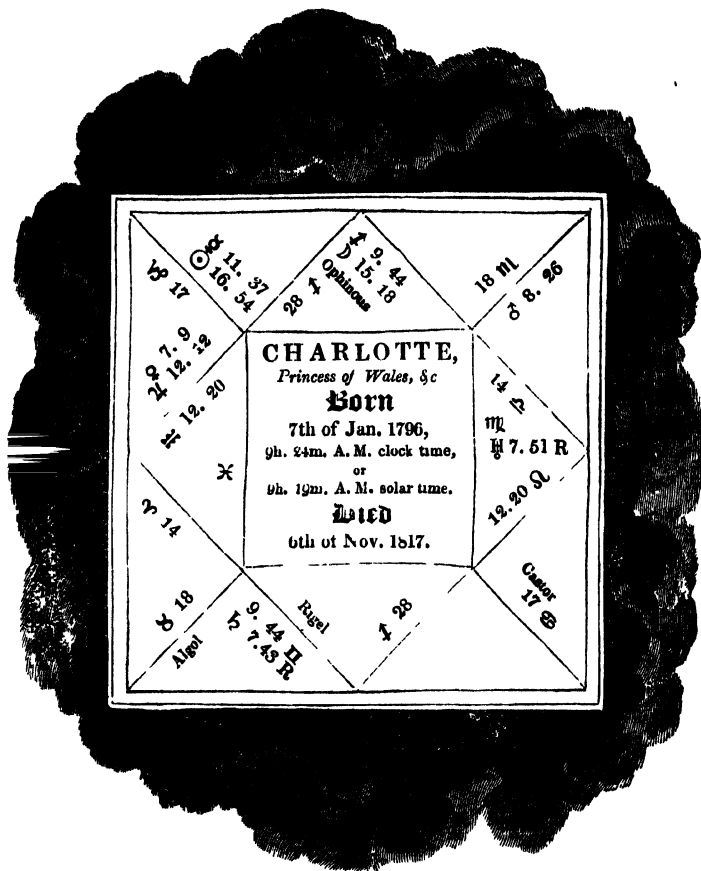 ☊ 11. 37
☉ 16. 54
♑ 17
♐ 9. 44
☽ 15. 18
Ophinous
28 ♐
18 ♏
♂ 8. 26
♀ 7. 9
♃ 12. 12
♒ 12. 20
♓
CHARLOTTE,
Princess of Wales, &c
Born
7th of Jan. 1796,
9h. 24m. A. M. clock time,
or
9h. 19m. A. M. solar time.
Died
6th of Nov. 1817.
14 ♎
♍
♅ 7. 51 R
12. 20 ♌
♈ 14
♉ 18
Algol
9. 44 ♊
♄ 7.43 R
Rigel
♐ 28
Castor
17 ♋